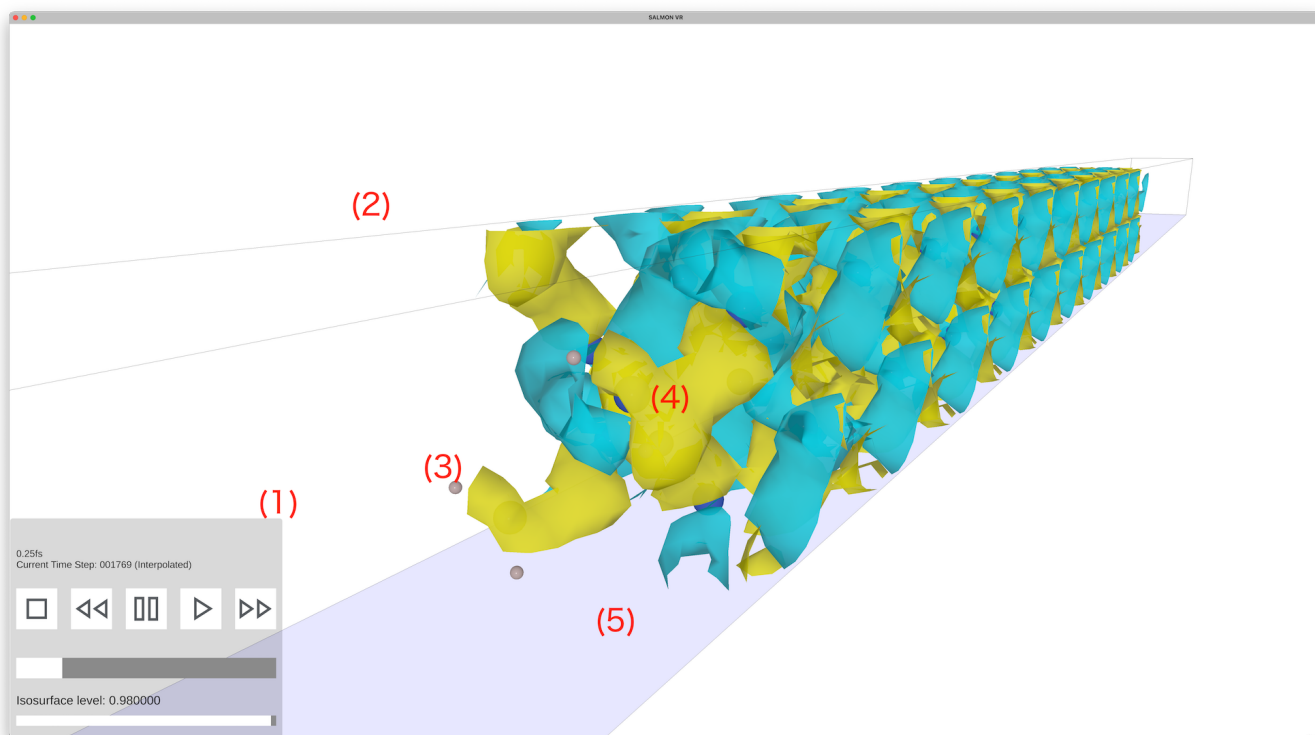 SALMON VR
(2)
(4)
(3)
(1)
0.25fs
Current Time Step: 001769 (Interpolated)
(5)
Isosurface level: 0.980000